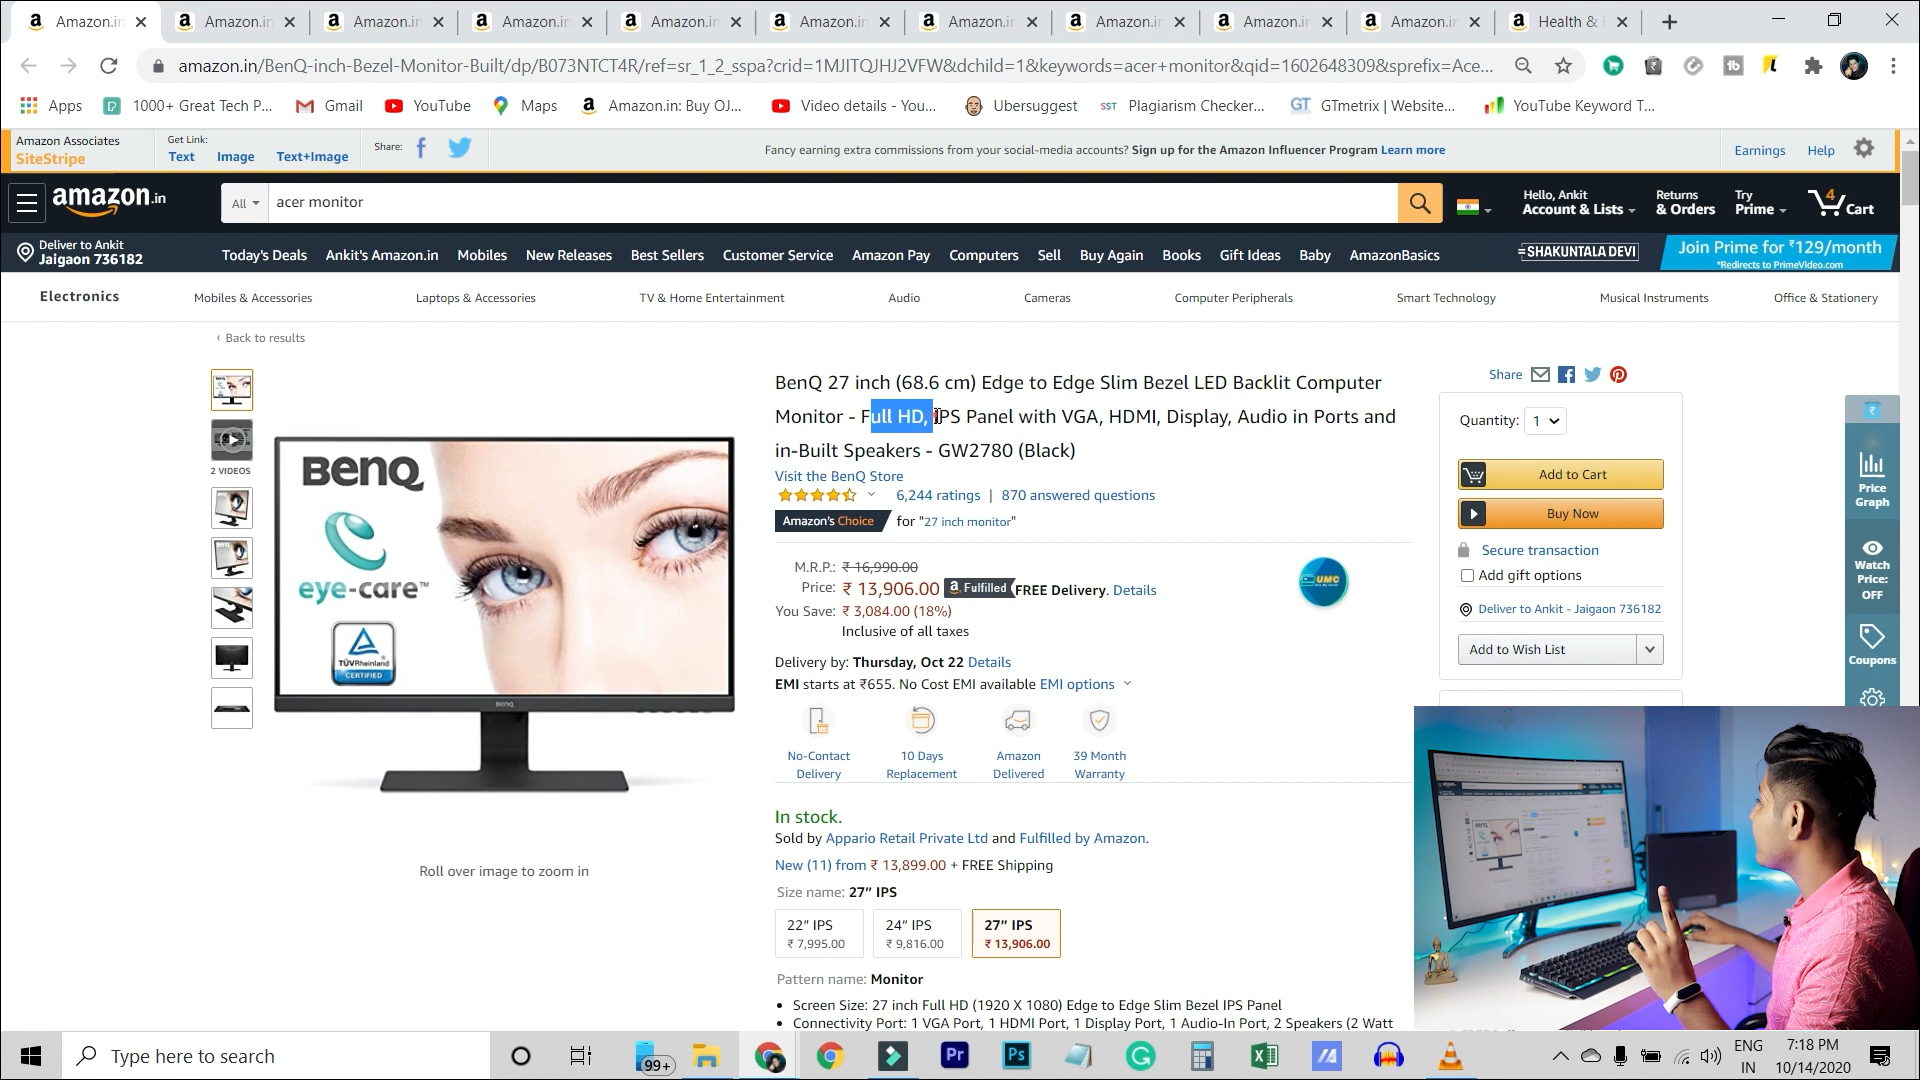 Amazon.in
Amazon.in
Amazon.in
Amazon.in
Amazon.in
Amazon.in
Amazon.in
Amazon.in
Amazon.in
Amazon.in
Health &
amazon.in/BenQ-inch-Bezel-Monitor-Built/dp/B073NTCT4R/ref=sr_1_2_sspa?crid=1MJITQJHJ2VFW&dchild=1&keywords=acer+monitor&qid=1602648309&sprefix=Ace...
Apps
1000+ Great Tech P...
Gmail
YouTube
Maps
Amazon.in: Buy OJ...
Video details - You...
Ubersuggest
SST Plagiarism Checker...
GT GTmetrix | Website...
YouTube Keyword T...
Amazon Associates
SiteStripe
Get Link:
Text Image Text+Image
Share:
Fancy earning extra commissions from your social-media accounts? Sign up for the Amazon Influencer Program Learn more
Earnings Help
amazon.in
All
acer monitor
Hello, Ankit
Account & Lists
Returns
& Orders
Try
Prime
4
Cart
Deliver to Ankit
Jaigaon 736182
Today's Deals Ankit's Amazon.in Mobiles New Releases Best Sellers Customer Service Amazon Pay Computers Sell Buy Again Books Gift Ideas Baby AmazonBasics
SHAKUNTALA DEVI
Join Prime for ₹129/month
*Redirects to PrimeVideo.com
Electronics Mobiles & Accessories Laptops & Accessories TV & Home Entertainment Audio Cameras Computer Peripherals Smart Technology Musical Instruments Office & Stationery
‹ Back to results
2 VIDEOS
BenQ
eye-care™
TÜVRheinland
CERTIFIED
BenQ
Roll over image to zoom in
BenQ 27 inch (68.6 cm) Edge to Edge Slim Bezel LED Backlit Computer
Monitor - Full HD, IPS Panel with VGA, HDMI, Display, Audio in Ports and
in-Built Speakers - GW2780 (Black)
Visit the BenQ Store
6,244 ratings | 870 answered questions
Amazon's Choice for "27 inch monitor"
M.R.P.: ₹ 16,990.00
Price: ₹ 13,906.00 a Fulfilled FREE Delivery. Details
You Save: ₹ 3,084.00 (18%)
Inclusive of all taxes
UMC
Delivery by: Thursday, Oct 22 Details
EMI starts at ₹655. No Cost EMI available EMI options
No-Contact
Delivery
10 Days
Replacement
Amazon
Delivered
39 Month
Warranty
In stock.
Sold by Appario Retail Private Ltd and Fulfilled by Amazon.
New (11) from ₹ 13,899.00 + FREE Shipping
Size name: 27″ IPS
22″ IPS
₹ 7,995.00
24″ IPS
₹ 9,816.00
27″ IPS
₹ 13,906.00
Pattern name: Monitor
• Screen Size: 27 inch Full HD (1920 X 1080) Edge to Edge Slim Bezel IPS Panel
• Connectivity Port: 1 VGA Port, 1 HDMI Port, 1 Display Port, 1 Audio-In Port, 2 Speakers (2 Watt
Share
Quantity: 1
Add to Cart
Buy Now
Secure transaction
Add gift options
Deliver to Ankit - Jaigaon 736182
Add to Wish List
Price
Graph
Watch
Price:
OFF
Coupons
Type here to search
99+
Pr
Ps
ENG
IN
7:18 PM
10/14/2020